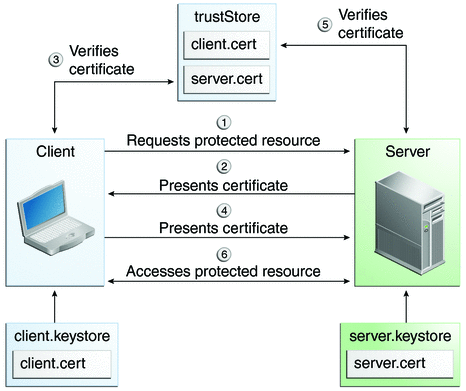 trustStore
client.cert
server.cert
3 Verifies
certificate
5 Verifies
certificate
Client
Server
1
Requests protected resource
2
Presents certificate
4
Presents certificate
6
Accesses protected resource
client.keystore
client.cert
server.keystore
server.cert